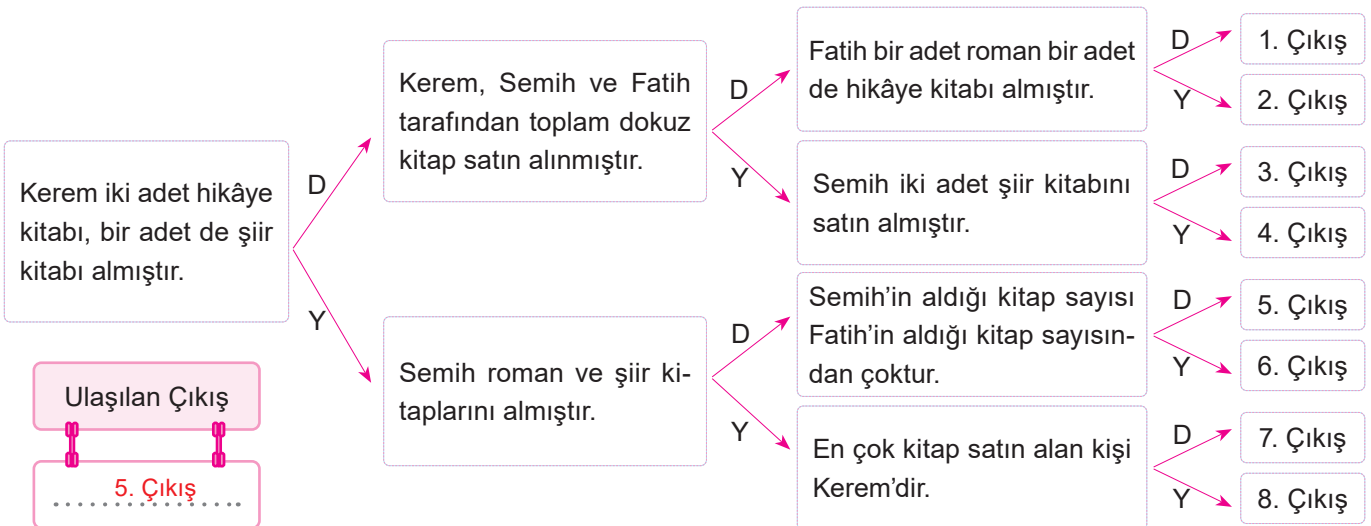 Kerem iki adet hikâye
kitabı, bir adet de şiir
kitabı almıştır.
D
Y
Kerem, Semih ve Fatih
tarafından toplam dokuz
kitap satın alınmıştır.
D
Y
Semih roman ve şiir ki-
taplarını almıştır.
D
Y
Fatih bir adet roman bir adet
de hikâye kitabı almıştır.
D
Y
Semih iki adet şiir kitabını
satın almıştır.
D
Y
Semih’in aldığı kitap sayısı
Fatih’in aldığı kitap sayısın-
dan çoktur.
D
Y
En çok kitap satın alan kişi
Kerem’dir.
D
Y
1. Çıkış
2. Çıkış
3. Çıkış
4. Çıkış
5. Çıkış
6. Çıkış
7. Çıkış
8. Çıkış
Ulaşılan Çıkış
5. Çıkış